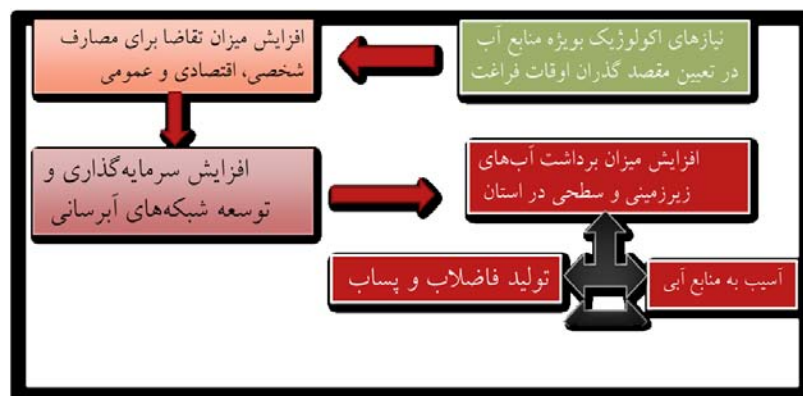 نیازهای اکولوژیک بویژه منابع آب
در تعیین مقصد گذران اوقات فراغت
افزایش میزان تقاضا برای مصارف
شخصی، اقتصادی و عمومی
افزایش سرمایه‌گذاری و
توسعه شبکه‌های آبرسانی
افزایش میزان برداشت آب‌های
زیرزمینی و سطحی در استان
آسیب به منابع آبی
تولید فاضلاب و پساب